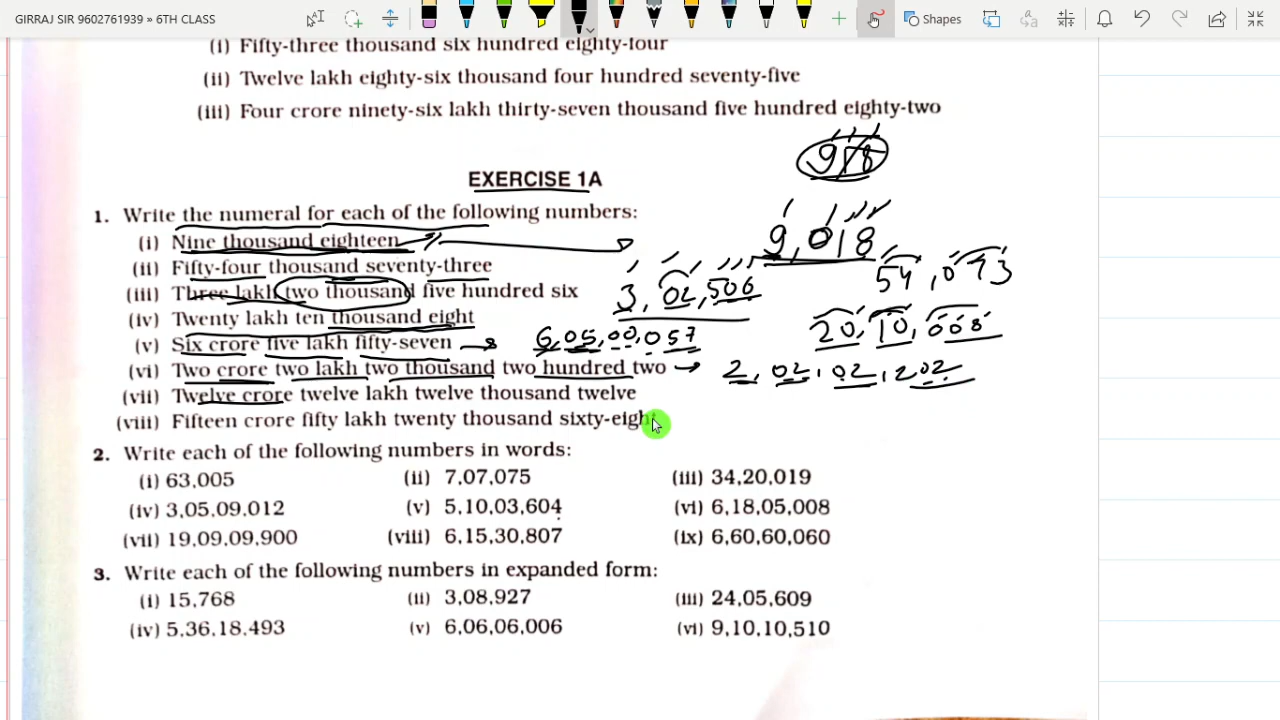 GIRRAJ SIR 9602761939 » 6TH CLASS
Shapes
(i) Fifty-three thousand six hundred eighty-four
(ii) Twelve lakh eighty-six thousand four hundred seventy-five
(iii) Four crore ninety-six lakh thirty-seven thousand five hundred eighty-two
918
EXERCISE 1A
1. Write the numeral for each of the following numbers:
(i) Nine thousand eighteen
9,018
(ii) Fifty-four thousand seventy-three
54,073
(iii) Three lakh two thousand five hundred six
3,02,506
(iv) Twenty lakh ten thousand eight
20,10,008
(v) Six crore five lakh fifty-seven
6,05,00,057
(vi) Two crore two lakh two thousand two hundred two
2,02,02,202
(vii) Twelve crore twelve lakh twelve thousand twelve
(viii) Fifteen crore fifty lakh twenty thousand sixty-eight
2. Write each of the following numbers in words:
(i) 63,005 (ii) 7,07,075 (iii) 34,20,019
(iv) 3,05,09,012 (v) 5,10,03,604 (vi) 6,18,05,008
(vii) 19,09,09,900 (viii) 6,15,30,807 (ix) 6,60,60,060
3. Write each of the following numbers in expanded form:
(i) 15,768 (ii) 3,08,927 (iii) 24,05,609
(iv) 5,36,18,493 (v) 6,06,06,006 (vi) 9,10,10,510